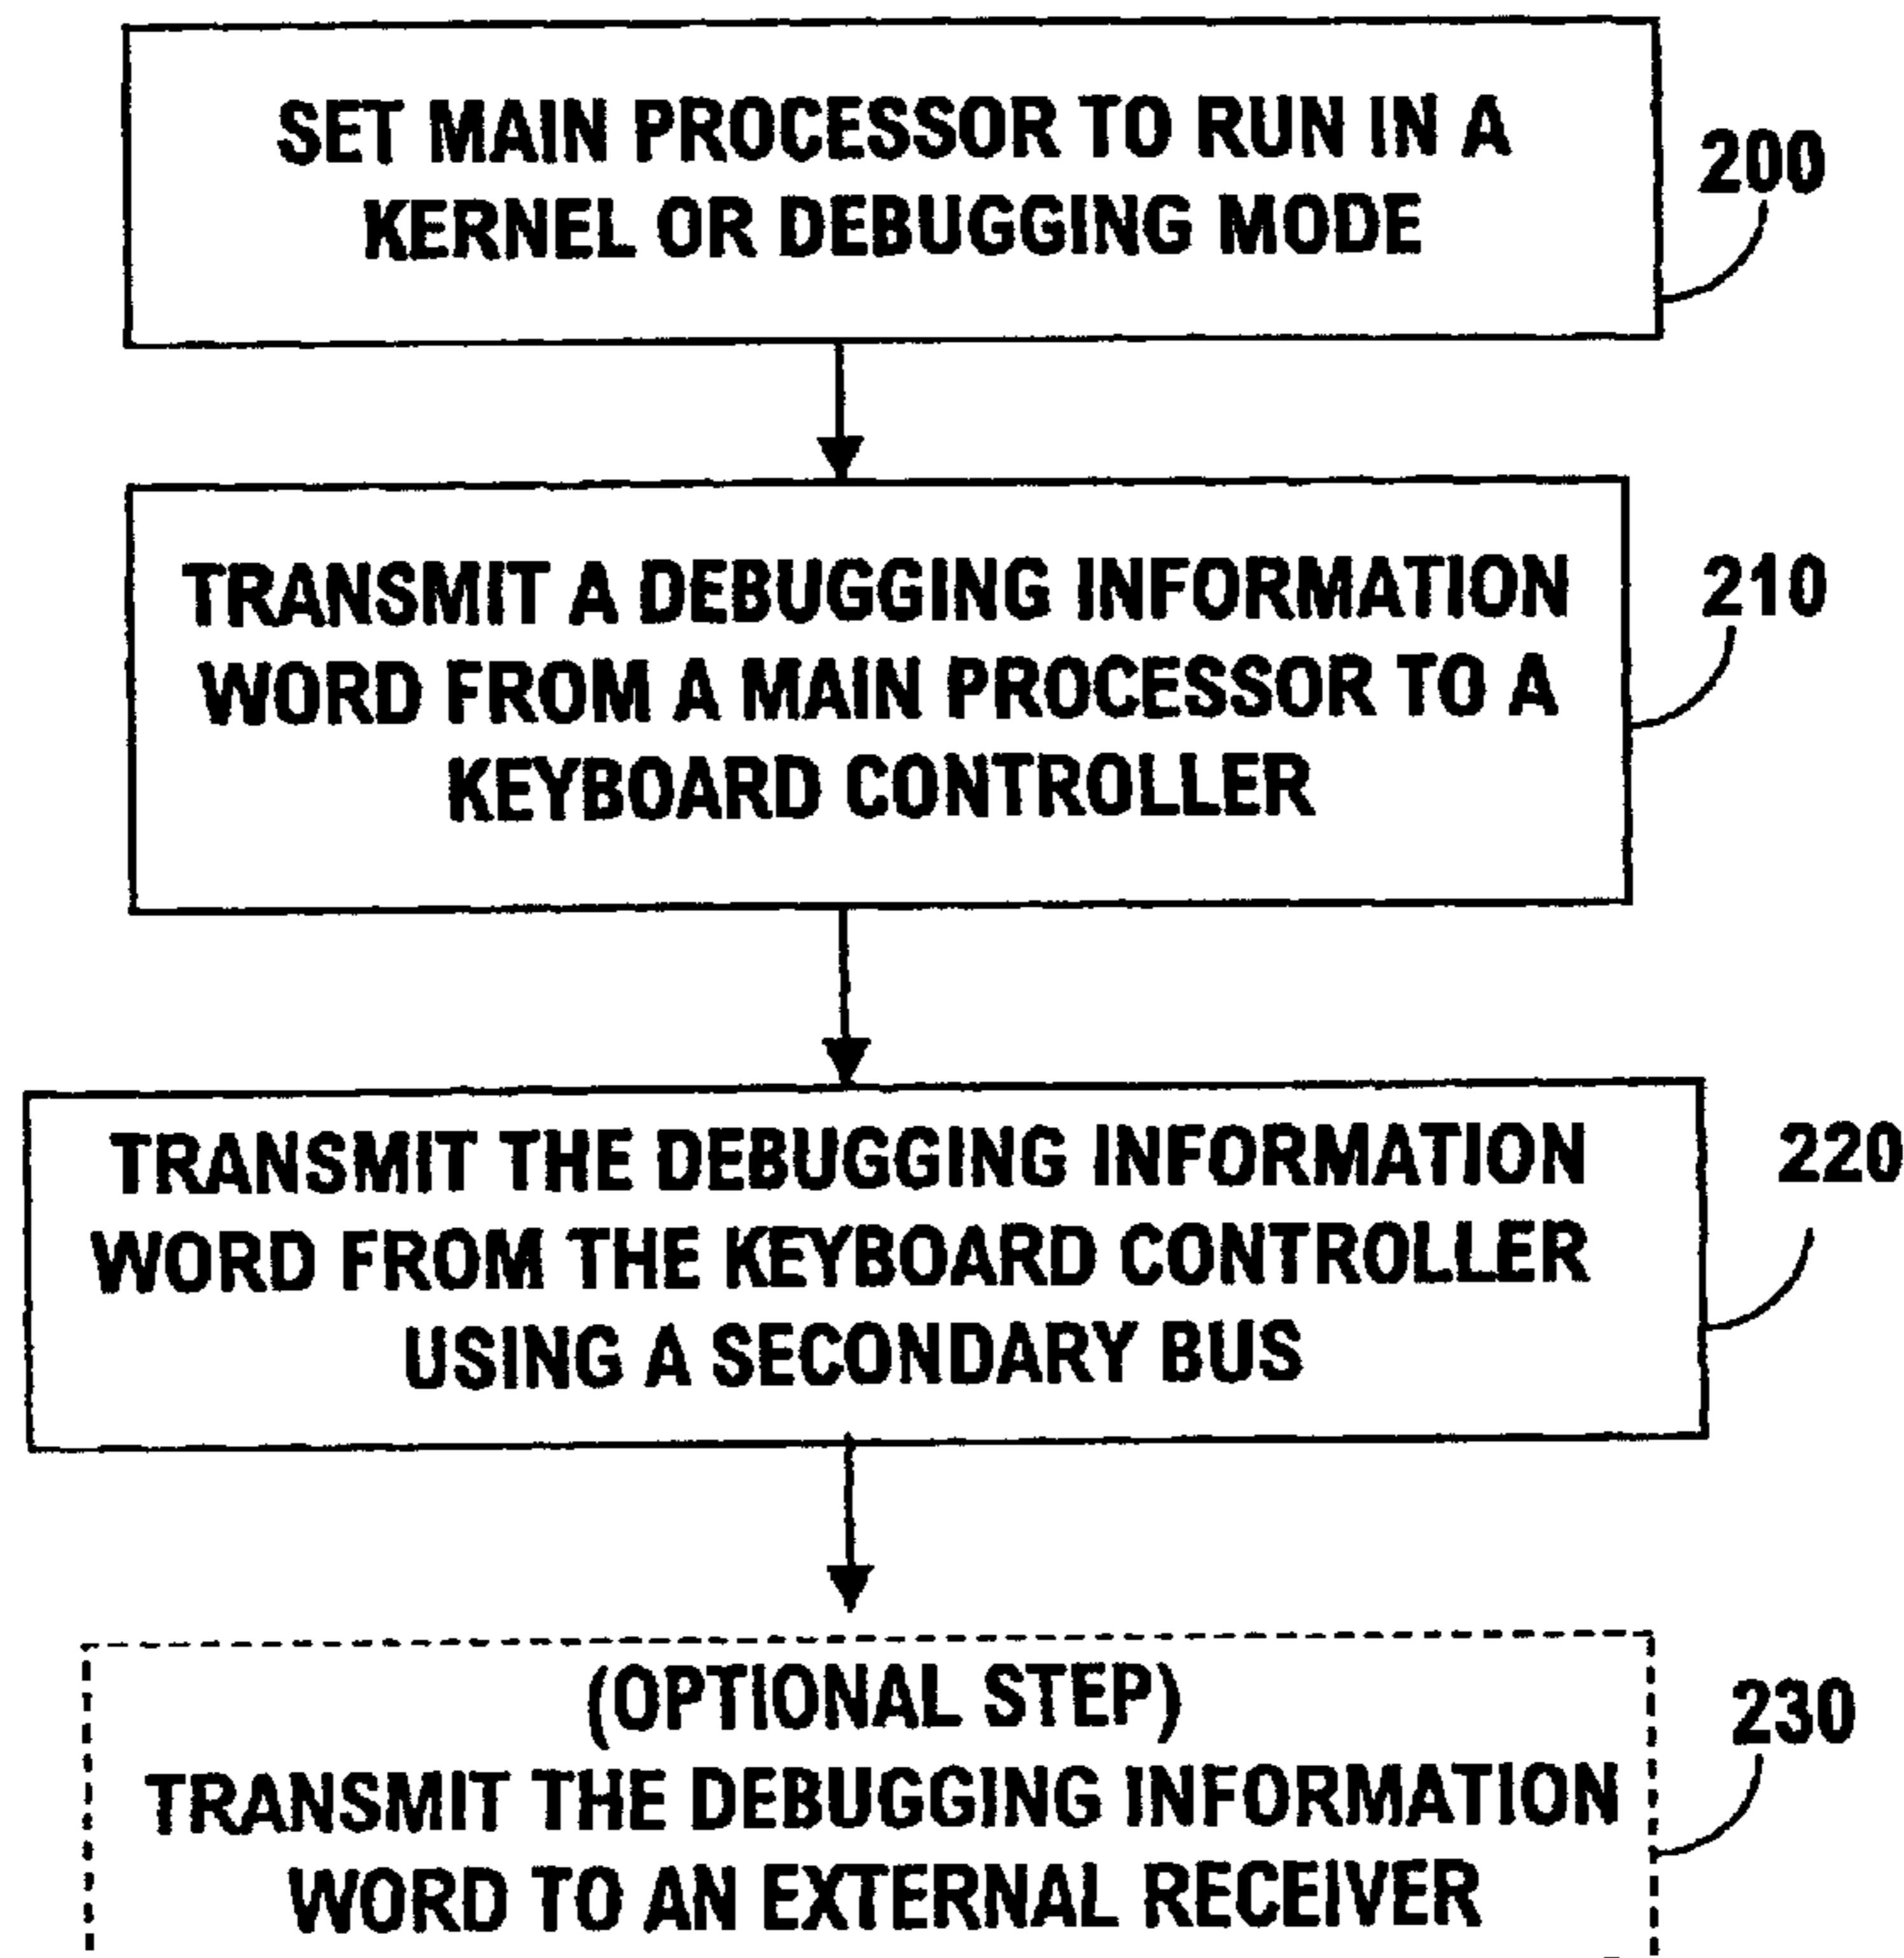 SET MAIN PROCESSOR TO RUN IN A
KERNEL OR DEBUGGING MODE
200
TRANSMIT A DEBUGGING INFORMATION
WORD FROM A MAIN PROCESSOR TO A
KEYBOARD CONTROLLER
210
TRANSMIT THE DEBUGGING INFORMATION
WORD FROM THE KEYBOARD CONTROLLER
USING A SECONDARY BUS
220
(OPTIONAL STEP)
TRANSMIT THE DEBUGGING INFORMATION
WORD TO AN EXTERNAL RECEIVER
230